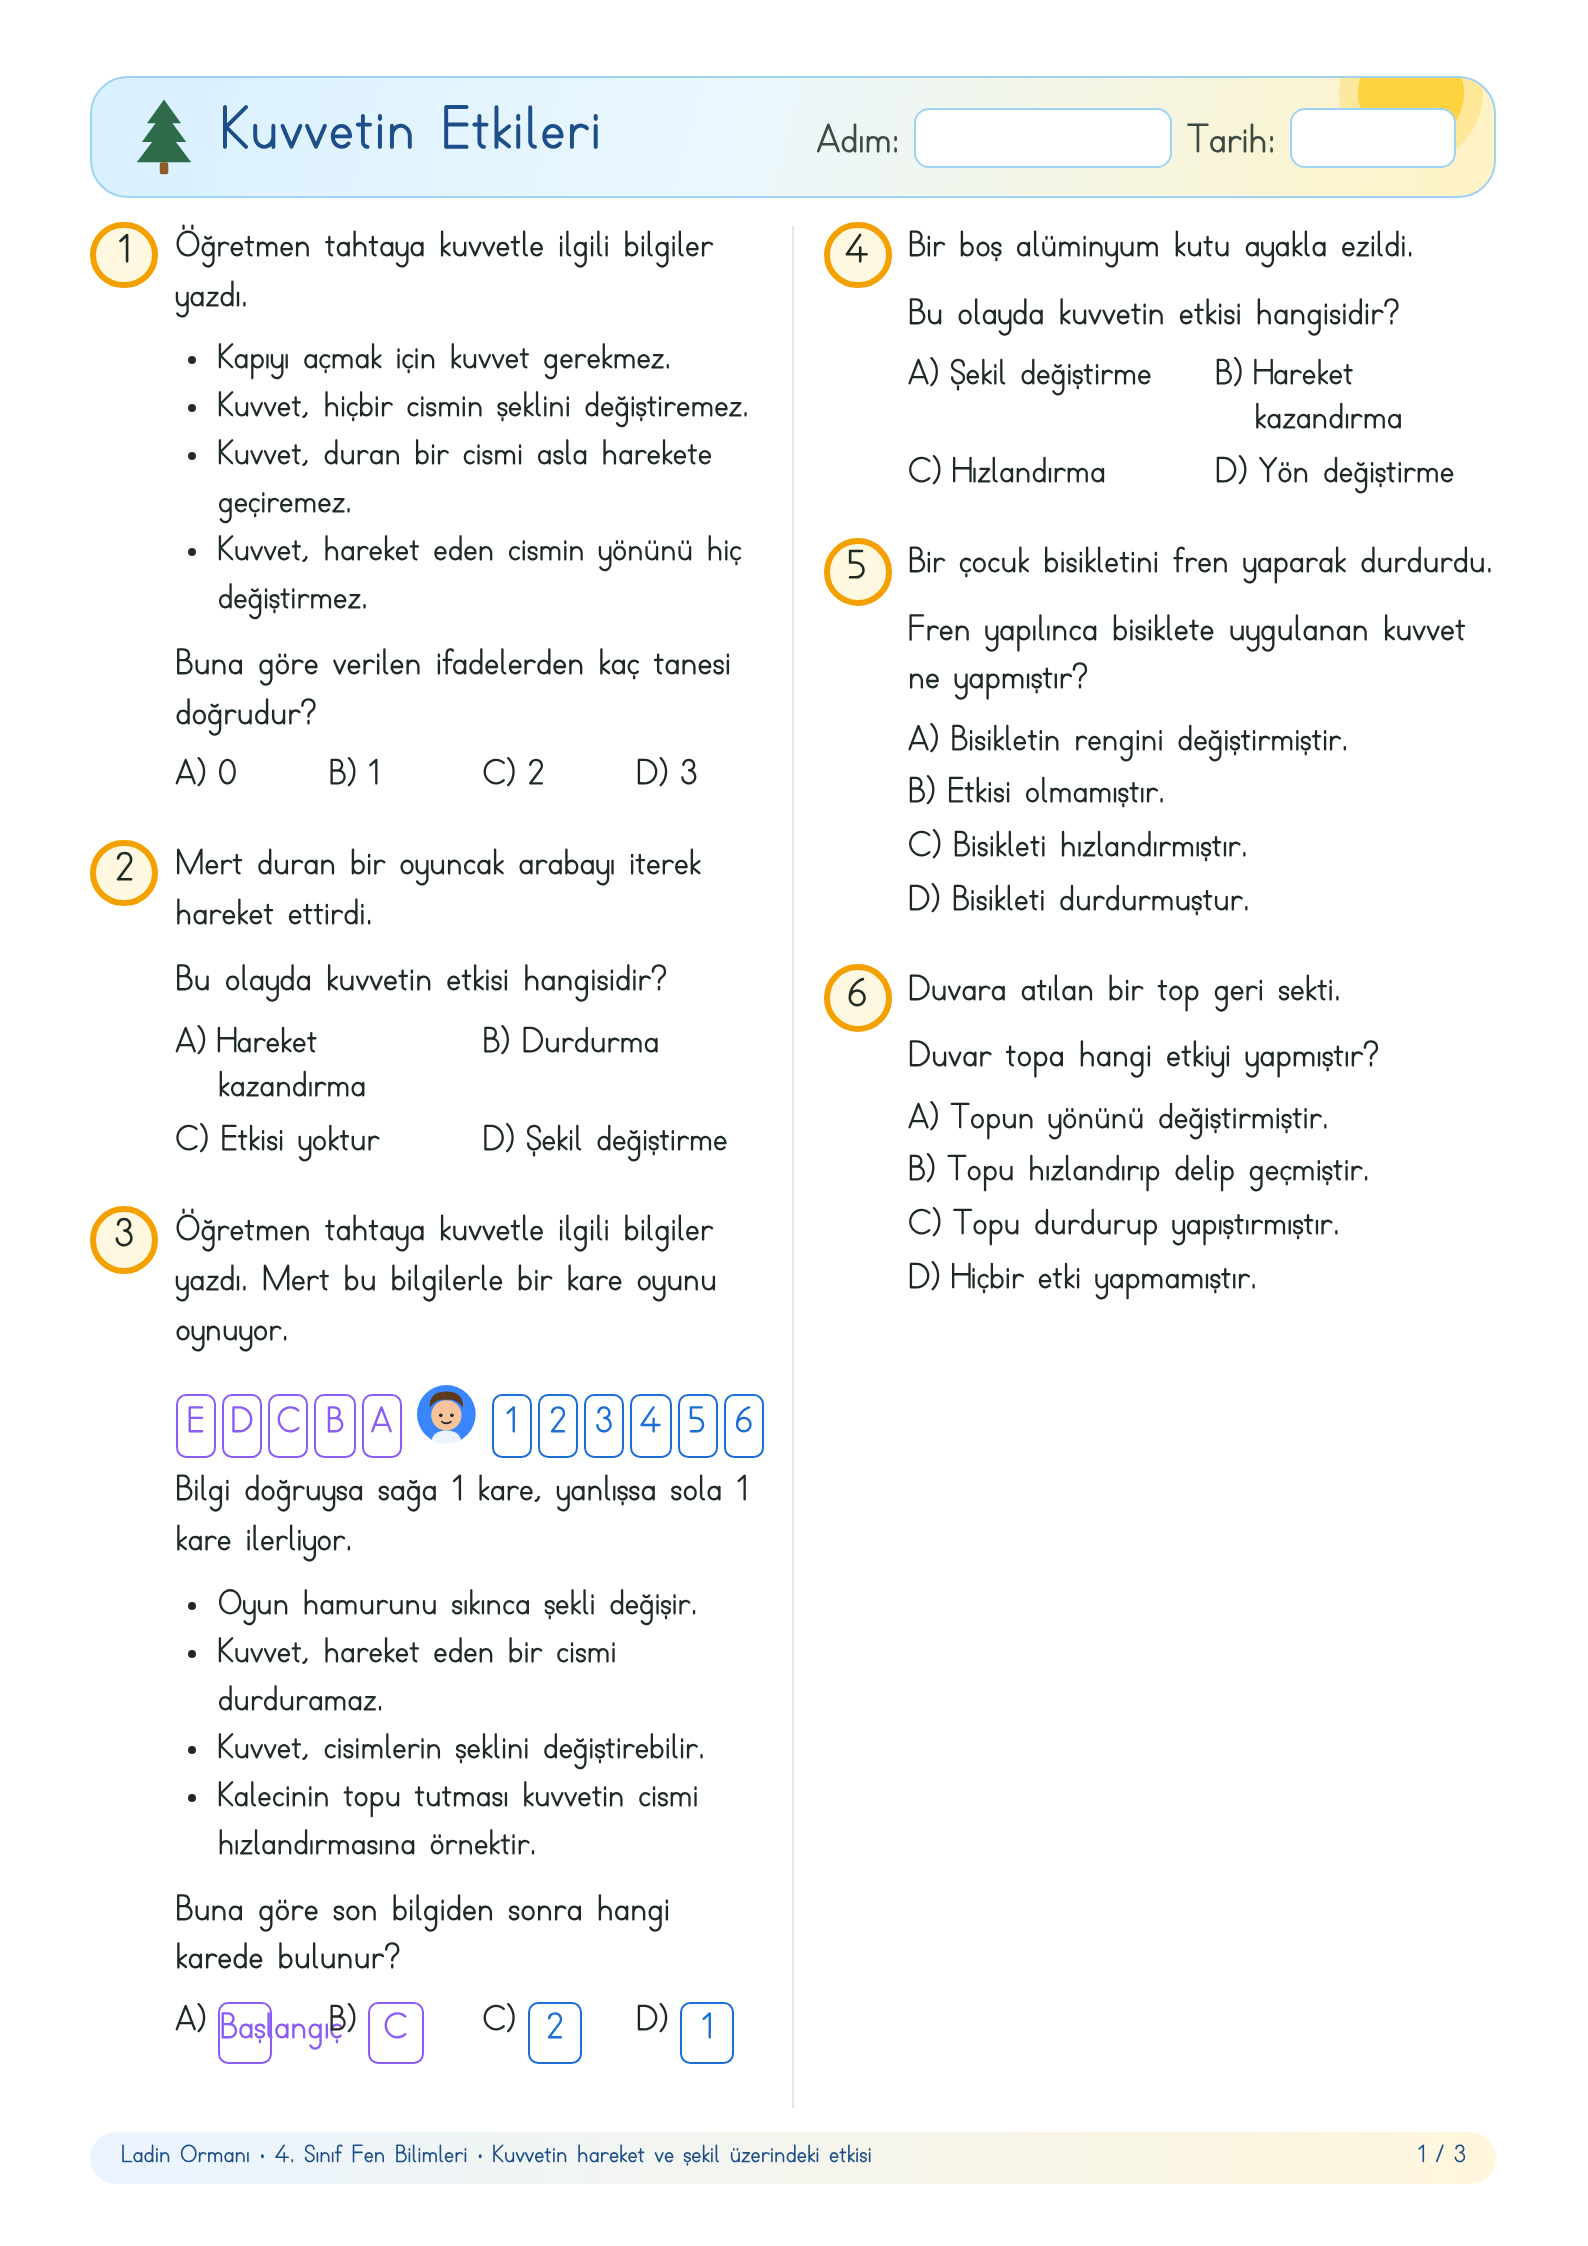 Kuvvetin Etkileri
Adım:
Tarih:
1
Öğretmen tahtaya kuvvetle ilgili bilgiler
yazdı.
• Kapıyı açmak için kuvvet gerekmez.
• Kuvvet, hiçbir cismin şeklini değiştiremez.
• Kuvvet, duran bir cismi asla harekete
geçiremez.
• Kuvvet, hareket eden cismin yönünü hiç
değiştirmez.
Buna göre verilen ifadelerden kaç tanesi
doğrudur?
A) 0 B) 1 C) 2 D) 3
2
Mert duran bir oyuncak arabayı iterek
hareket ettirdi.
Bu olayda kuvvetin etkisi hangisidir?
A) Hareket
kazandırma
B) Durdurma
C) Etkisi yoktur D) Şekil değiştirme
3
Öğretmen tahtaya kuvvetle ilgili bilgiler
yazdı. Mert bu bilgilerle bir kare oyunu
oynuyor.
E D C B A 1 2 3 4 5 6
Bilgi doğruysa sağa 1 kare, yanlışsa sola 1
kare ilerliyor.
• Oyun hamurunu sıkınca şekli değişir.
• Kuvvet, hareket eden bir cismi
durduramaz.
• Kuvvet, cisimlerin şeklini değiştirebilir.
• Kalecinin topu tutması kuvvetin cismi
hızlandırmasına örnektir.
Buna göre son bilgiden sonra hangi
karede bulunur?
A) Başlangıç B) C C) 2 D) 1
4
Bir boş alüminyum kutu ayakla ezildi.
Bu olayda kuvvetin etkisi hangisidir?
A) Şekil değiştirme
B) Hareket
kazandırma
C) Hızlandırma D) Yön değiştirme
5
Bir çocuk bisikletini fren yaparak durdurdu.
Fren yapılınca bisiklete uygulanan kuvvet
ne yapmıştır?
A) Bisikletin rengini değiştirmiştir.
B) Etkisi olmamıştır.
C) Bisikleti hızlandırmıştır.
D) Bisikleti durdurmuştur.
6
Duvara atılan bir top geri sekti.
Duvar topa hangi etkiyi yapmıştır?
A) Topun yönünü değiştirmiştir.
B) Topu hızlandırıp delip geçmiştir.
C) Topu durdurup yapıştırmıştır.
D) Hiçbir etki yapmamıştır.
Ladin Ormanı • 4. Sınıf Fen Bilimleri • Kuvvetin hareket ve şekil üzerindeki etkisi
1 / 3